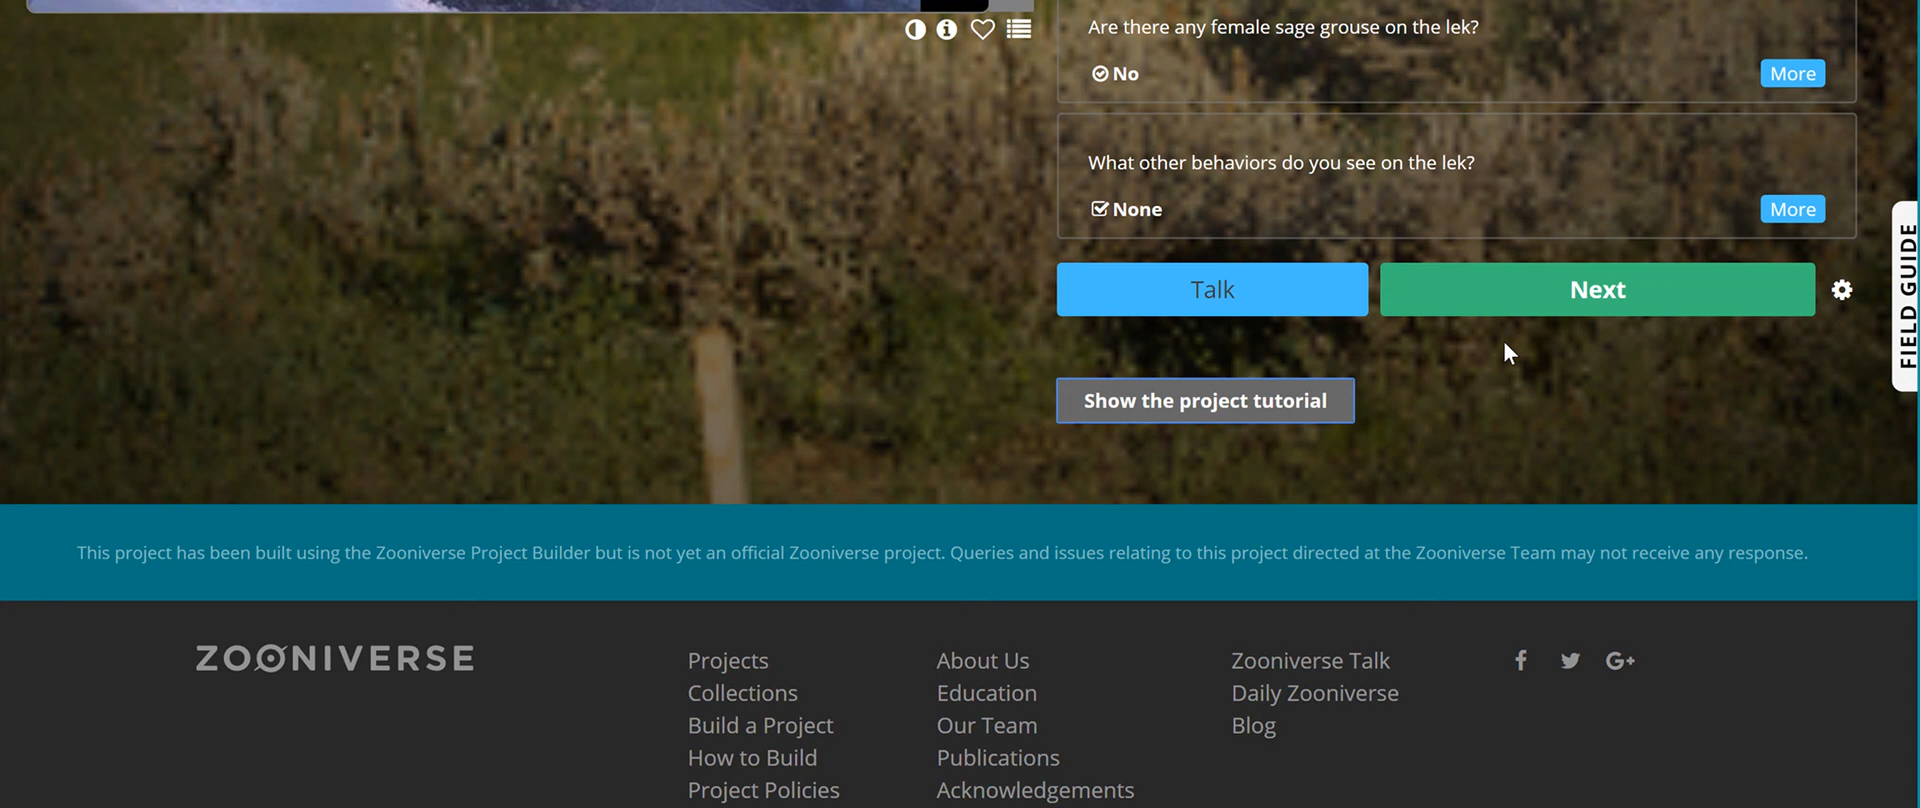 Are there any female sage grouse on the lek?
No
More
What other behaviors do you see on the lek?
None
More
Talk
Next
FIELD GUIDE
Show the project tutorial
This project has been built using the Zooniverse Project Builder but is not yet an official Zooniverse project. Queries and issues relating to this project directed at the Zooniverse Team may not receive any response.
ZOONIVERSE
Projects
Collections
Build a Project
How to Build
Project Policies
About Us
Education
Our Team
Publications
Acknowledgements
Zooniverse Talk
Daily Zooniverse
Blog
G+